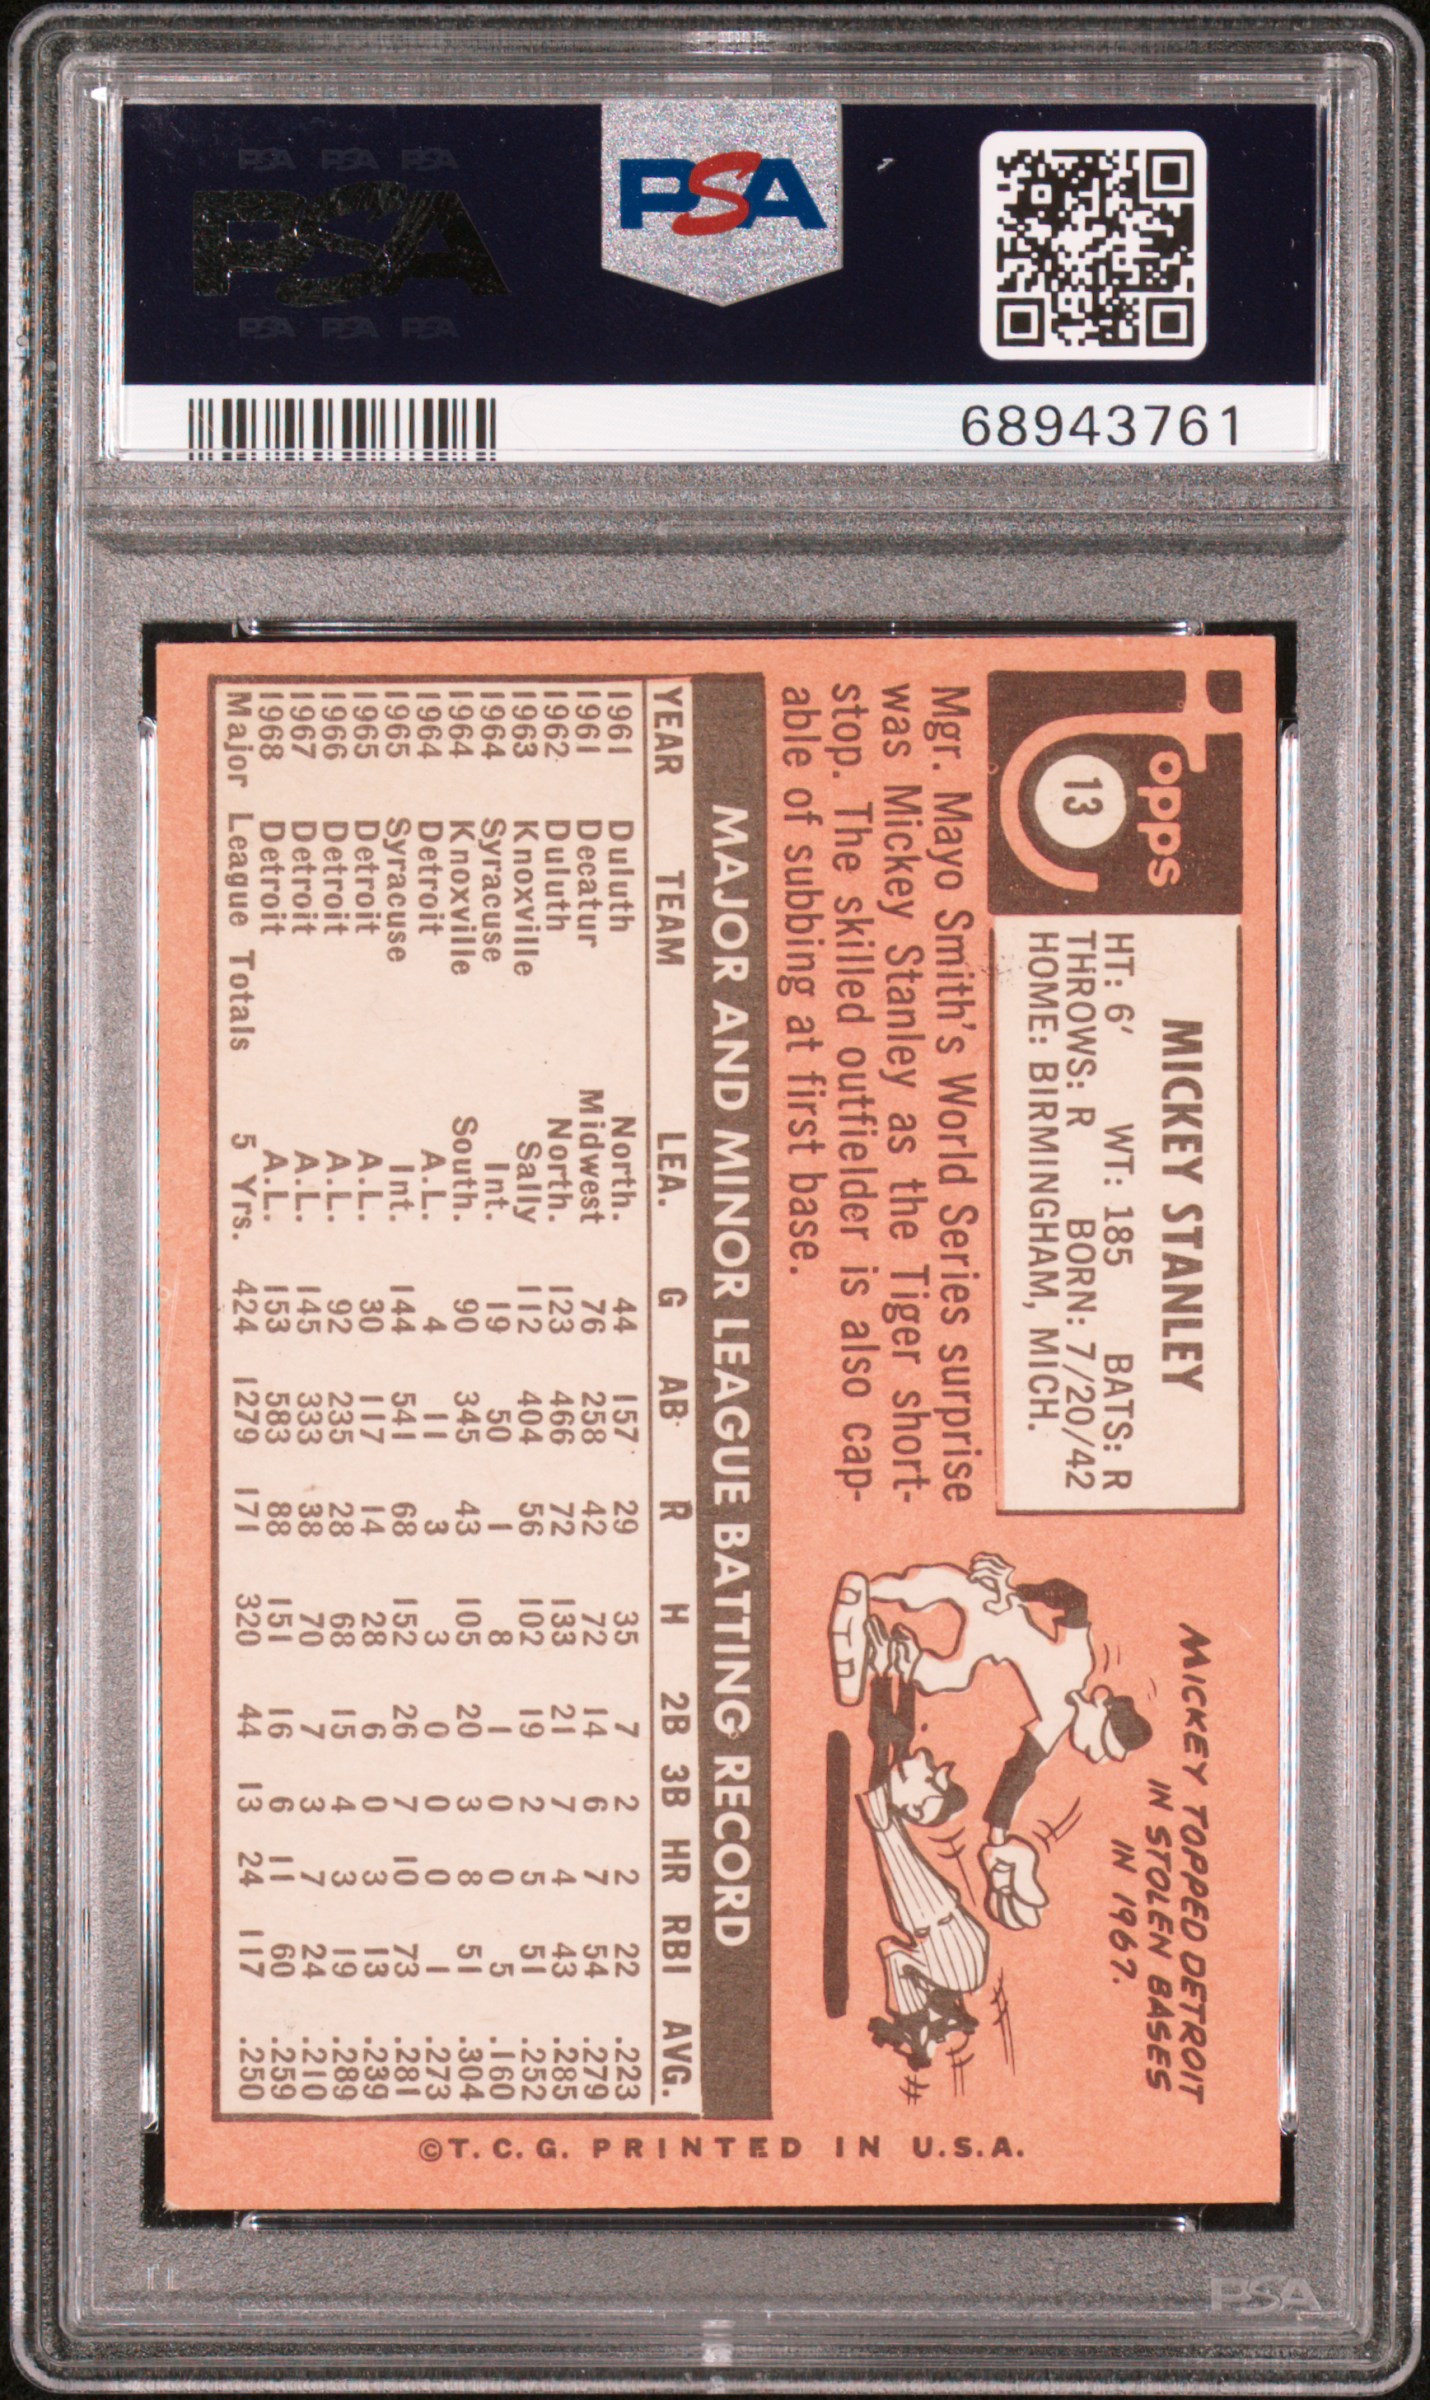 PSA PSA PSA
PSA
PSA PSA PSA
PSA
68943761
Topps
13
MICKEY STANLEY
HT: 6' WT: 185 BATS: R
THROWS: R BORN: 7/20/42
HOME: BIRMINGHAM, MICH.
Mgr. Mayo Smith's World Series surprise
was Mickey Stanley as the Tiger short-
stop. The skilled outfielder is also cap-
able of subbing at first base.
MICKEY TOPPED DETROIT
IN STOLEN BASES
IN 1967.
MAJOR AND MINOR LEAGUE BATTING RECORD
YEAR TEAM LEA. G AB R H 2B 3B HR RBI AVG.
1961 Duluth North. 44 157 29 35 7 2 2 22 .223
1961 Decatur Midwest 76 258 42 72 14 6 7 54 .279
1962 Duluth North. 123 466 72 133 21 7 4 43 .285
1963 Knoxville Sally 112 404 56 102 19 2 5 51 .252
1964 Syracuse Int. 19 50 1 8 1 0 0 5 .160
1964 Knoxville South. 90 345 43 105 20 3 8 51 .304
1964 Detroit A.L. 4 11 3 3 0 0 0 1 .273
1965 Syracuse Int. 144 541 68 152 26 7 10 73 .281
1965 Detroit A.L. 30 117 14 28 6 0 3 13 .239
1966 Detroit A.L. 92 235 28 68 15 4 3 19 .289
1967 Detroit A.L. 145 333 38 70 7 3 7 24 .210
1968 Detroit A.L. 153 583 88 151 16 6 11 60 .259
Major League Totals 5 Yrs. 424 1279 171 320 44 13 24 117 .250
©T.C.G. PRINTED IN U.S.A.
PSA